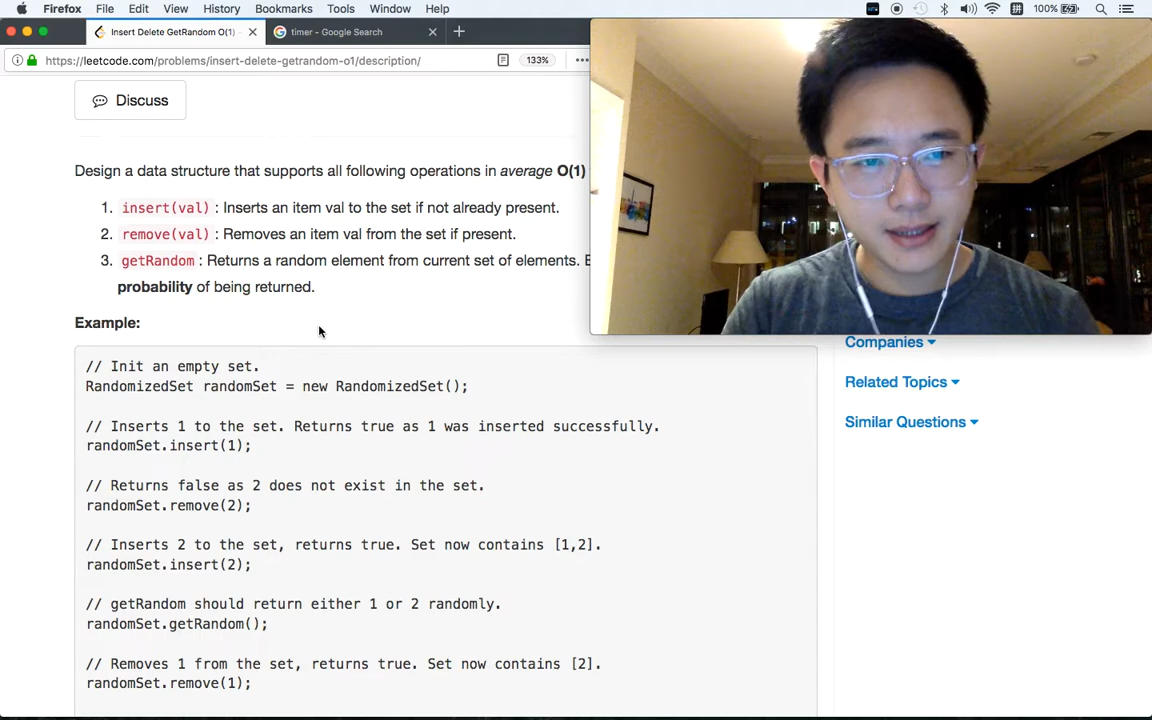 Firefox File Edit View History Bookmarks Tools Window Help 100%
Insert Delete GetRandom O(1) - timer - Google Search
https://leetcode.com/problems/insert-delete-getrandom-o1/description/ 133%
Discuss
Design a data structure that supports all following operations in average O(1)
1. insert(val) : Inserts an item val to the set if not already present.
2. remove(val) : Removes an item val from the set if present.
3. getRandom : Returns a random element from current set of elements.
probability of being returned.
Example:
Companies
// Init an empty set.
RandomizedSet randomSet = new RandomizedSet();
Related Topics
// Inserts 1 to the set. Returns true as 1 was inserted successfully.
Similar Questions
randomSet.insert(1);
// Returns false as 2 does not exist in the set.
randomSet.remove(2);
// Inserts 2 to the set, returns true. Set now contains [1,2].
randomSet.insert(2);
// getRandom should return either 1 or 2 randomly.
randomSet.getRandom();
// Removes 1 from the set, returns true. Set now contains [2].
randomSet.remove(1);